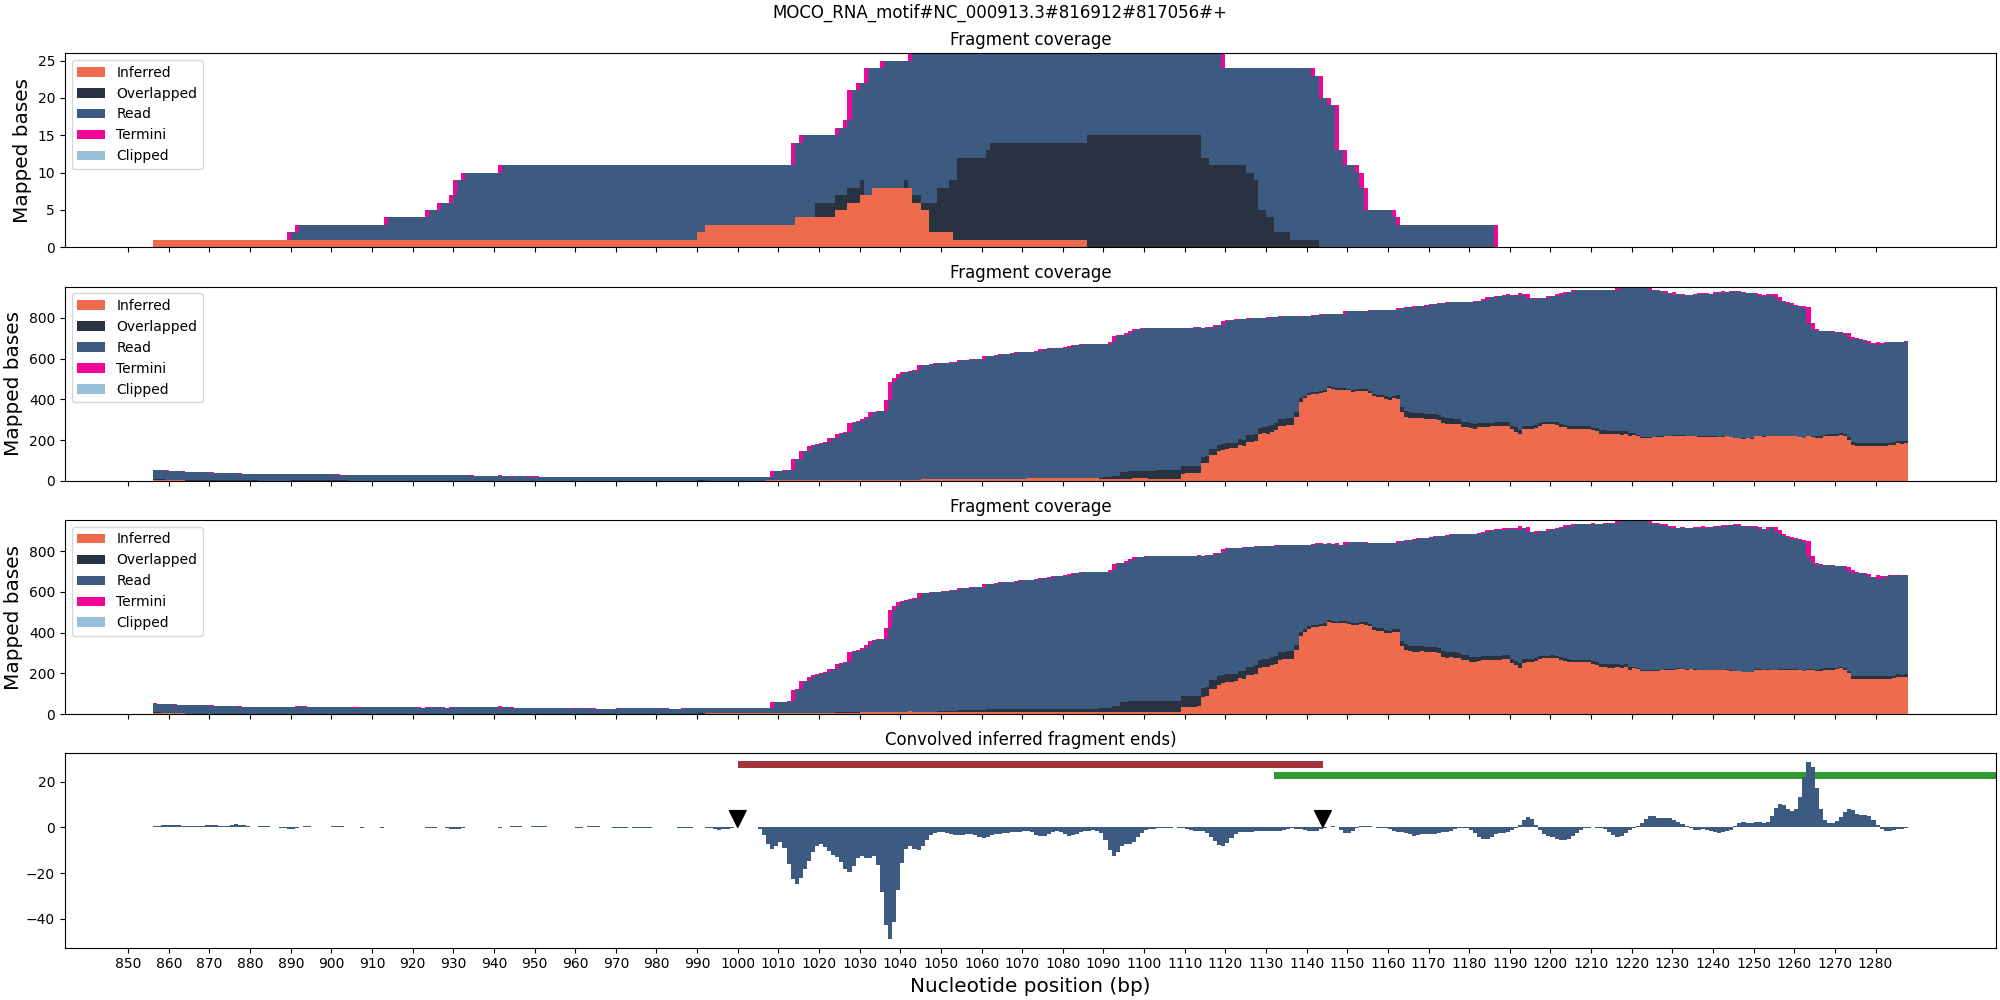 MOCO_RNA_motif#NC_000913.3#816912#817056#+
Fragment coverage
Mapped bases
25
20
15
10
5
0
Inferred
Overlapped
Read
Termini
Clipped
Fragment coverage
Mapped bases
800
600
400
200
0
Inferred
Overlapped
Read
Termini
Clipped
Fragment coverage
Mapped bases
800
600
400
200
0
Inferred
Overlapped
Read
Termini
Clipped
Convolved inferred fragment ends)
20
0
−20
−40
850 860 870 880 890 900 910 920 930 940 950 960 970 980 990 1000 1010 1020 1030 1040 1050 1060 1070 1080 1090 1100 1110 1120 1130 1140 1150 1160 1170 1180 1190 1200 1210 1220 1230 1240 1250 1260 1270 1280
Nucleotide position (bp)